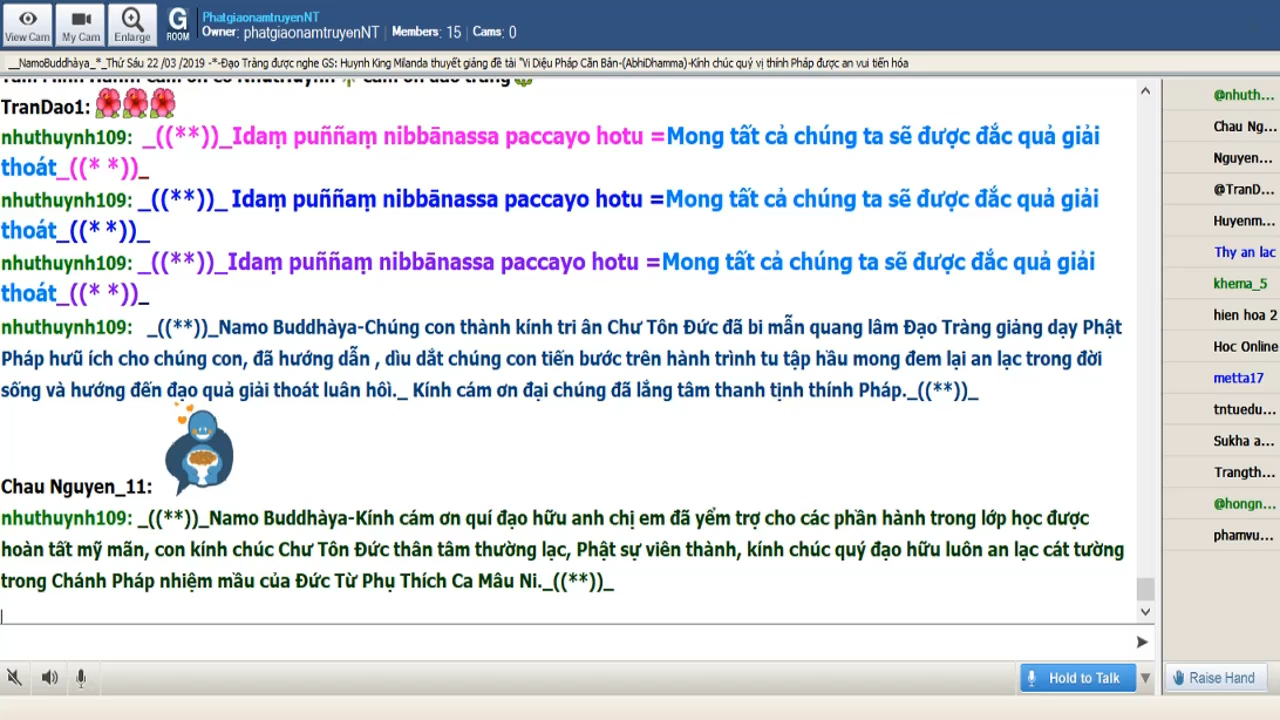 View Cam
My Cam
Enlarge
G
ROOM
PhatgiaonamtruyenNT
Owner: phatgiaonamtruyenNT | Members: 15 | Cams: 0
__NamoBuddhàya_*_Thứ Sáu 22 /03 /2019 -*-Đạo Tràng được nghe GS: Huynh King Milanda thuyết giảng đề tài "Vi Diệu Pháp Căn Bản-(AbhiDhamma)-Kính chúc quý vị thính Pháp được an vui tiến hóa
TranDao1:
nhuthuynh109: _((**))_Idaṃ puññaṃ nibbānassa paccayo hotu =Mong tất cả chúng ta sẽ được đắc quả giải
thoát_((* *))_
nhuthuynh109: _((**))_ Idaṃ puññaṃ nibbānassa paccayo hotu =Mong tất cả chúng ta sẽ được đắc quả giải
thoát_((* *))_
nhuthuynh109: _((**))_Idaṃ puññaṃ nibbānassa paccayo hotu =Mong tất cả chúng ta sẽ được đắc quả giải
thoát_((* *))_
nhuthuynh109: _((**))_Namo Buddhàya-Chúng con thành kính tri ân Chư Tôn Đức đã bi mẫn quang lâm Đạo Tràng giảng dạy Phật
Pháp hưũ ích cho chúng con, đã hướng dẫn , dìu dắt chúng con tiến bước trên hành trình tu tập hầu mong đem lại an lạc trong đời
sống và hướng đến đạo quả giải thoát luân hồi._ Kính cám ơn đại chúng đã lắng tâm thanh tịnh thính Pháp._((**))_
Chau Nguyen_11:
nhuthuynh109: _((**))_Namo Buddhàya-Kính cám ơn quí đạo hữu anh chị em đã yểm trợ cho các phần hành trong lớp học được
hoàn tất mỹ mãn, con kính chúc Chư Tôn Đức thân tâm thường lạc, Phật sự viên thành, kính chúc quý đạo hữu luôn an lạc cát tường
trong Chánh Pháp nhiệm mầu của Đức Từ Phụ Thích Ca Mâu Ni._((**))_
@nhuth...
Chau Ng...
Nguyen...
@TranD...
Huyenm...
Thy an lac
khema_5
hien hoa 2
Hoc Online
metta17
tntuedu...
Sukha a...
Trangth...
@hongn...
phamvu...
Hold to Talk
Raise Hand